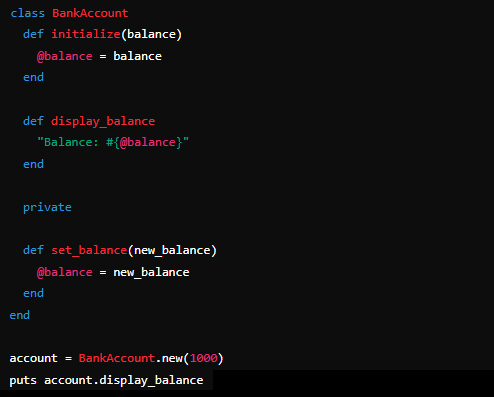 class BankAccount
  def initialize(balance)
    @balance = balance
  end

  def display_balance
    "Balance: #{@balance}"
  end

  private

  def set_balance(new_balance)
    @balance = new_balance
  end
end

account = BankAccount.new(1000)
puts account.display_balance